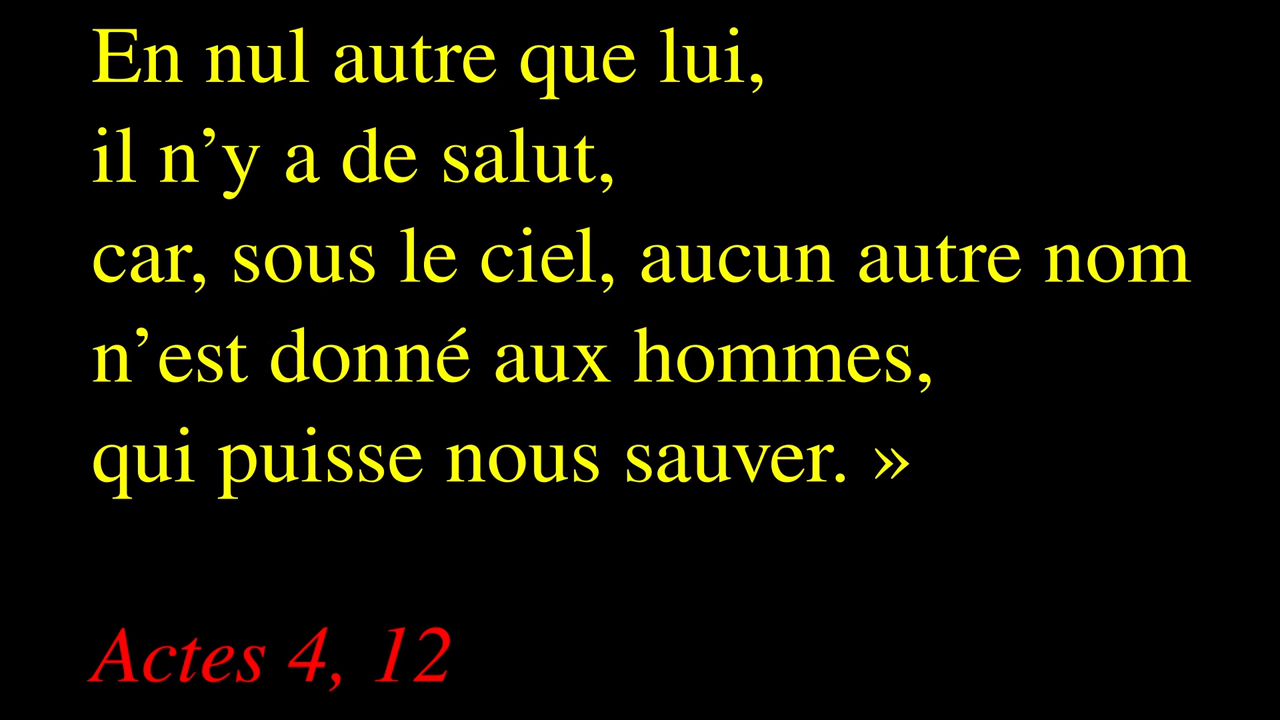 En nul autre que lui,
il n’y a de salut,
car, sous le ciel, aucun autre nom
n’est donné aux hommes,
qui puisse nous sauver. »
Actes 4, 12